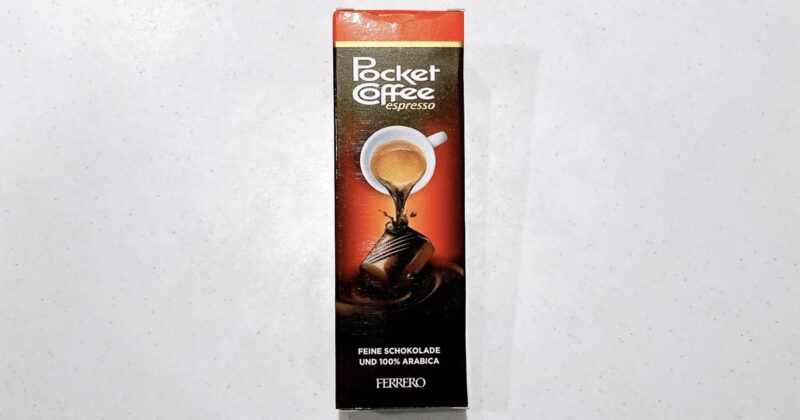 Pocket
Coffee
espresso
FEINE SCHOKOLADE
UND 100% ARABICA
FERRERO